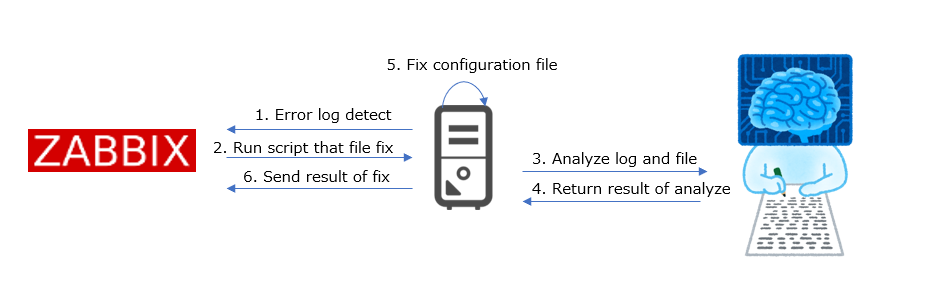 5. Fix configuration file
1. Error log detect
ZABBIX
2. Run script that file fix
3. Analyze log and file
6. Send result of fix
4. Return result of analyze